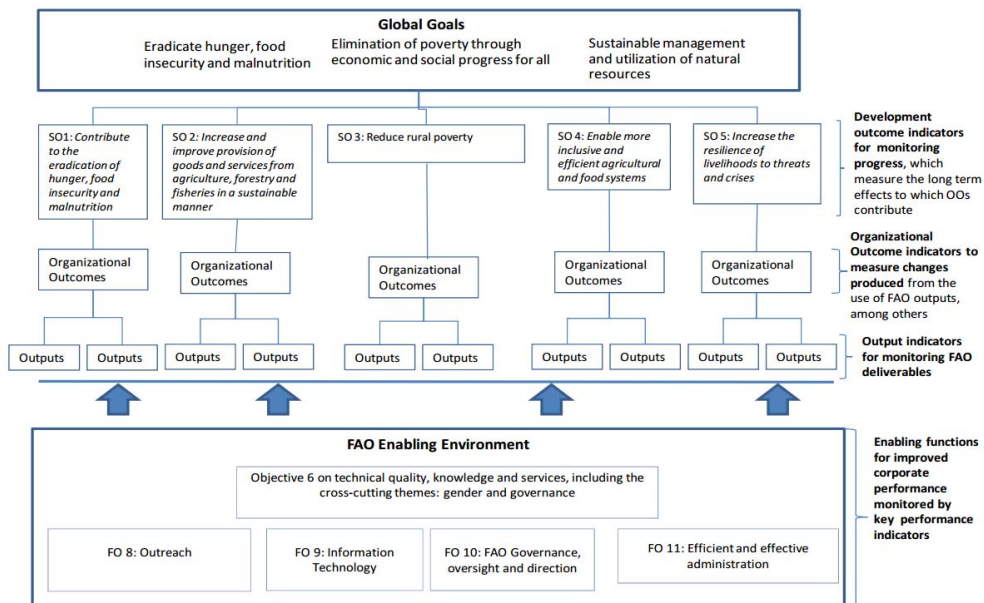 Global Goals
Eradicate hunger, food
insecurity and malnutrition
Elimination of poverty through
economic and social progress for all
Sustainable management
and utilization of natural
resources
SO1: Contribute
to the
eradication of
hunger, food
insecurity and
malnutrition
SO 2: Increase and
improve provision of
goods and services from
agriculture, forestry and
fisheries in a sustainable
manner
SO 3: Reduce rural poverty
SO 4: Enable more
inclusive and
efficient agricultural
and food systems
SO 5: Increase the
resilience of
livelihoods to threats
and crises
Development
outcome indicators
for monitoring
progress, which
measure the long term
effects to which OOs
contribute
Organizational
Outcomes
Organizational
Outcomes
Organizational
Outcomes
Organizational
Outcomes
Organizational
Outcomes
Organizational
Outcome indicators to
measure changes
produced from the
use of FAO outputs,
among others
Outputs
Outputs
Outputs
Outputs
Outputs
Outputs
Outputs
Outputs
Outputs
Outputs
Output indicators
for monitoring FAO
deliverables
FAO Enabling Environment
Objective 6 on technical quality, knowledge and services, including the
cross-cutting themes: gender and governance
FO 8: Outreach
FO 9: Information
Technology
FO 10: FAO Governance,
oversight and direction
FO 11: Efficient and effective
administration
Enabling functions
for improved
corporate
performance
monitored by
key performance
indicators